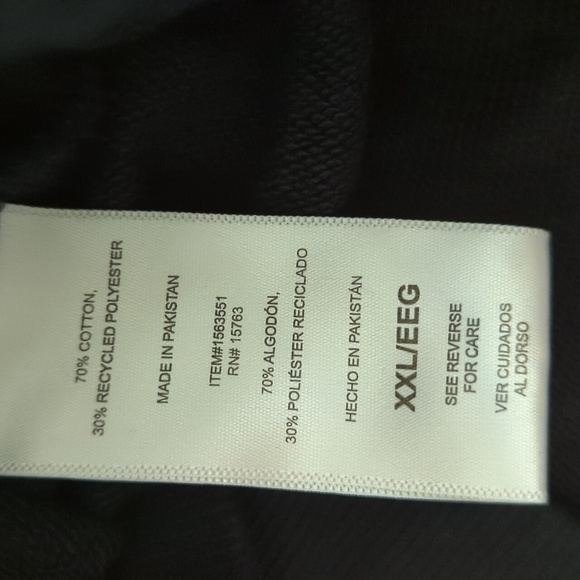 70% COTTON,
30% RECYCLED POLYESTER
MADE IN PAKISTAN
ITEM#1563551
RN# 15763
70% ALGODÓN,
30% POLIÉSTER RECICLADO
HECHO EN PAKISTÁN
XXL/EEG
SEE REVERSE
FOR CARE
VER CUIDADOS
AL DORSO